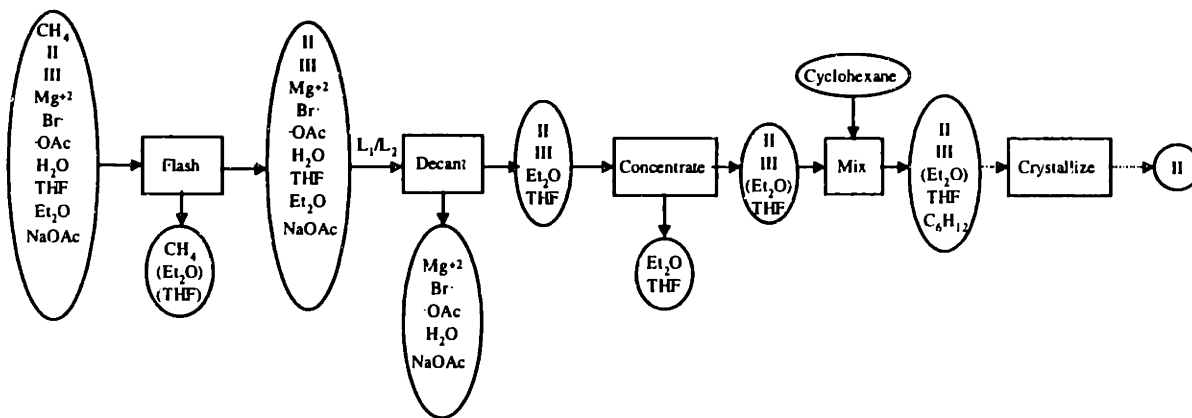 CH₄
II
III
Mg⁺²
Br⁻
⁻OAc
H₂O
THF
Et₂O
NaOAc
Flash
CH₄
(Et₂O)
(THF)
II
III
Mg⁺²
Br⁻
⁻OAc
H₂O
THF
Et₂O
NaOAc
L₁/L₂
Decant
Mg⁺²
Br⁻
⁻OAc
H₂O
NaOAc
II
III
Et₂O
THF
Concentrate
Et₂O
THF
II
III
(Et₂O)
THF
Cyclohexane
Mix
II
III
(Et₂O)
THF
C₆H₁₂
Crystallize
II